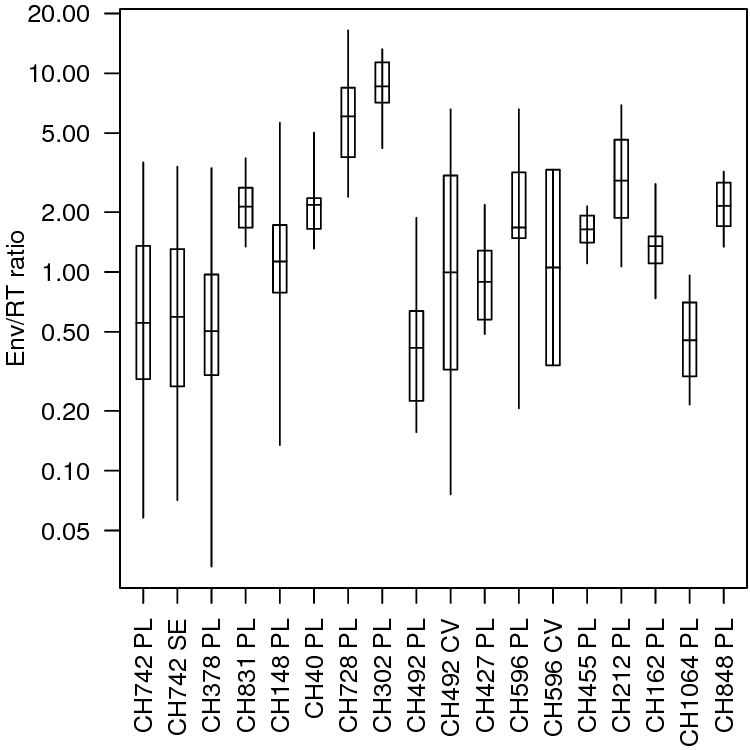 20.00
10.00
5.00
2.00
1.00
0.50
0.20
0.10
0.05
Env/RT ratio
CH742 PL
CH742 SE
CH378 PL
CH831 PL
CH148 PL
CH40 PL
CH728 PL
CH302 PL
CH492 PL
CH492 CV
CH427 PL
CH596 PL
CH596 CV
CH455 PL
CH212 PL
CH162 PL
CH1064 PL
CH848 PL